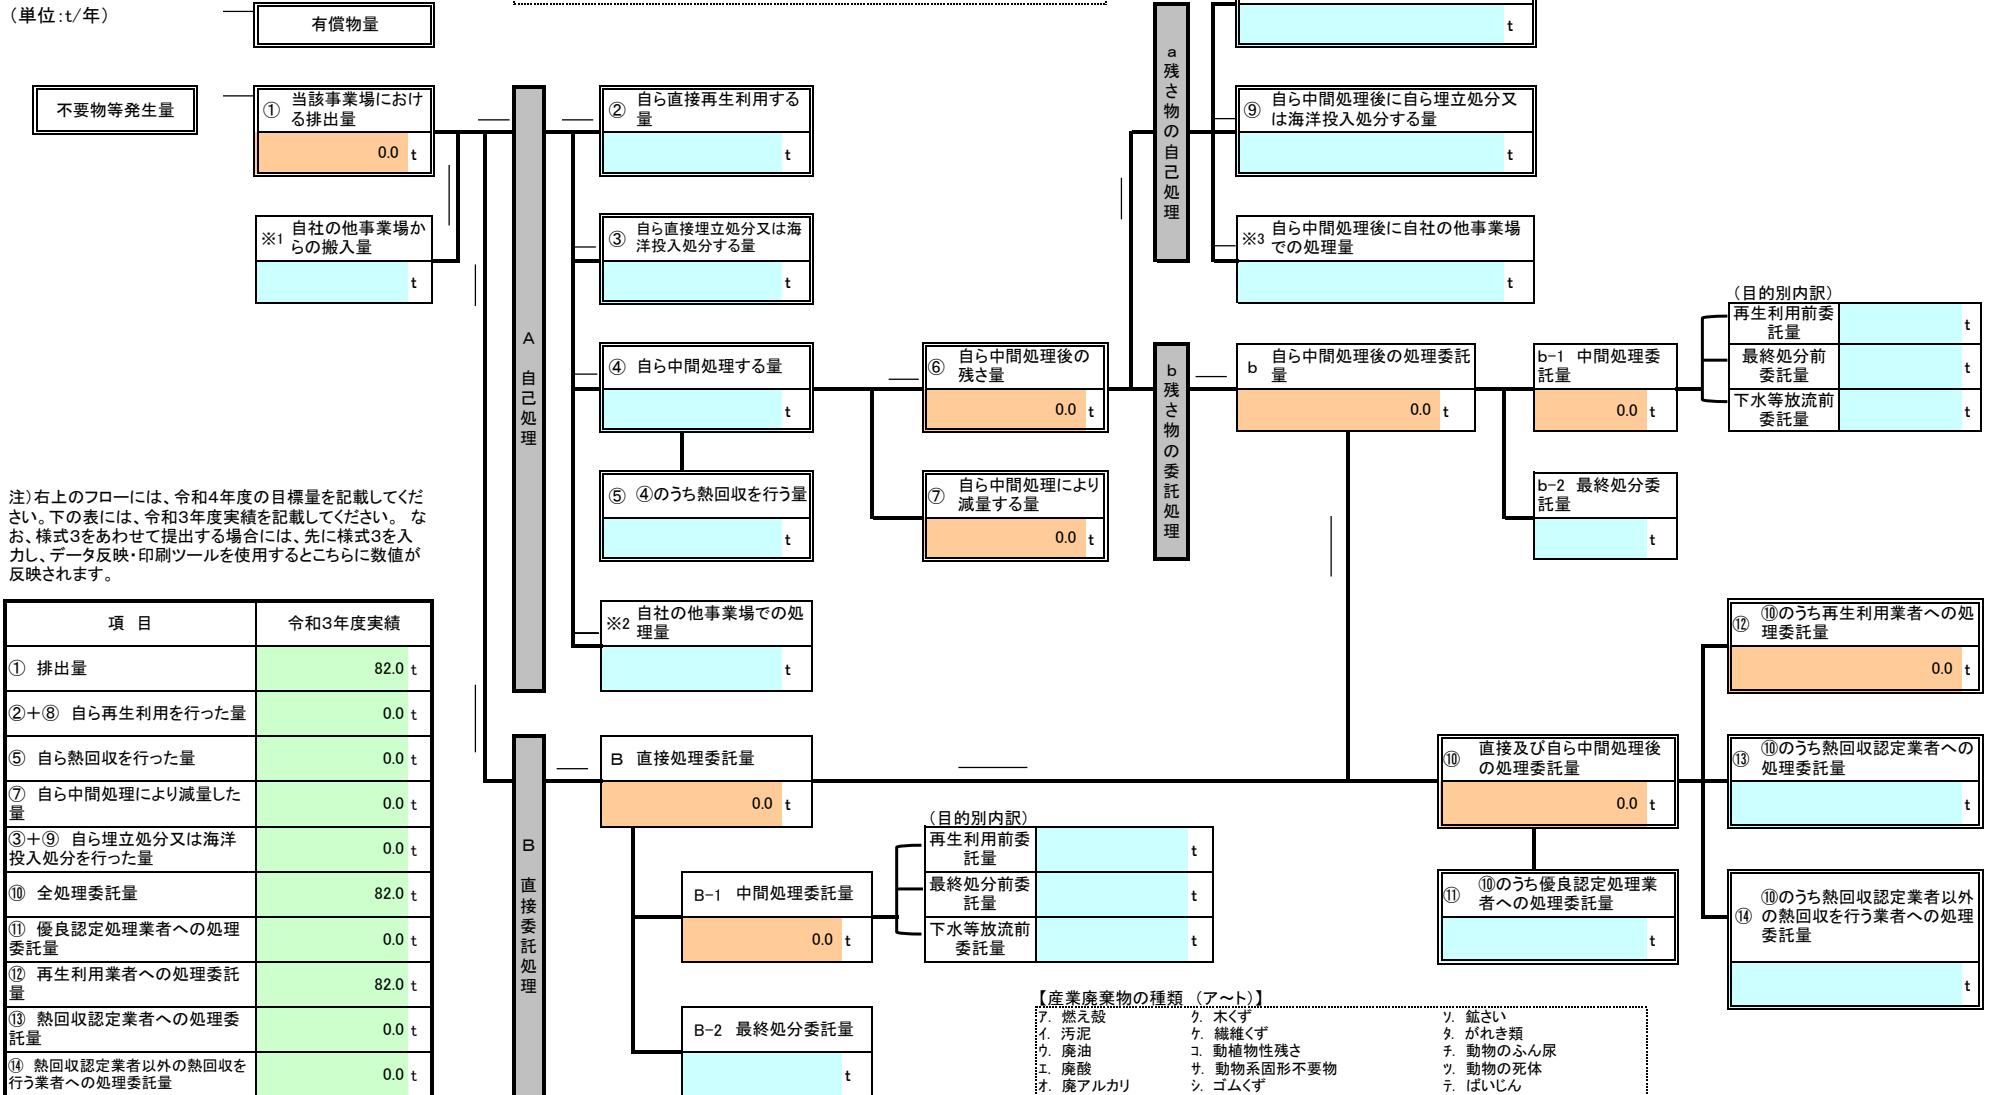 （単位:t/年）
有償物量
t
不要物等発生量
① 当該事業場におけ
る排出量
0.0 t
※1 自社の他事業場か
らの搬入量
t
A 自己処理
② 自ら直接再生利用する
量
t
③ 自ら直接埋立処分又は海
洋投入処分する量
t
④ 自ら中間処理する量
t
⑤ ④のうち熱回収を行う量
t
※2 自社の他事業場での処
理量
t
⑥ 自ら中間処理後の
残さ量
0.0 t
⑦ 自ら中間処理により
減量する量
0.0 t
a 残さ物の自己処理
⑨ 自ら中間処理後に自ら埋立処分又
は海洋投入処分する量
t
※3 自ら中間処理後に自社の他事業場
での処理量
t
b 残さ物の委託処理
b 自ら中間処理後の処理委託
量
0.0 t
b-1 中間処理委
託量
0.0 t
（目的別内訳）
再生利用前委
託量
t
最終処分前
委託量
t
下水等放流前
委託量
t
b-2 最終処分委
託量
t
注）右上のフローには、令和4年度の目標量を記載してくだ
さい。下の表には、令和3年度実績を記載してください。 な
お、様式3をあわせて提出する場合には、先に様式3を入
力し、データ反映・印刷ツールを使用するとこちらに数値が
反映されます。
項 目 令和3年度実績
① 排出量 82.0 t
②＋⑧ 自ら再生利用を行った量 0.0 t
⑤ 自ら熱回収を行った量 0.0 t
⑦ 自ら中間処理により減量した
量 0.0 t
③＋⑨ 自ら埋立処分又は海洋
投入処分を行った量 0.0 t
⑩ 全処理委託量 82.0 t
⑪ 優良認定処理業者への処理
委託量 0.0 t
⑫ 再生利用業者への処理委託
量 82.0 t
⑬ 熱回収認定業者への処理委
託量 0.0 t
⑭ 熱回収認定業者以外の熱回収を
行う業者への処理委託量 0.0 t
B 直接委託処理
B 直接処理委託量
0.0 t
B-1 中間処理委託量
0.0 t
（目的別内訳）
再生利用前委
託量
t
最終処分前委
託量
t
下水等放流前
委託量
t
B-2 最終処分委託量
t
⑩ 直接及び自ら中間処理後
の処理委託量
0.0 t
⑪ ⑩のうち優良認定処理業
者への処理委託量
t
⑫ ⑩のうち再生利用業者への処
理委託量
0.0 t
⑬ ⑩のうち熱回収認定業者への
処理委託量
t
⑭ ⑩のうち熱回収認定業者以外
の熱回収を行う業者への処理
委託量
t
【産業廃棄物の種類 （ア～ト）】
ア. 燃え殻 ク. 木くず ソ. 鉱さい
イ. 汚泥 ケ. 繊維くず タ. がれき類
ウ. 廃油 コ. 動植物性残さ チ. 動物のふん尿
エ. 廃酸 サ. 動物系固形不要物 ツ. 動物の死体
オ. 廃アルカリ シ. ゴムくず テ. ばいじん